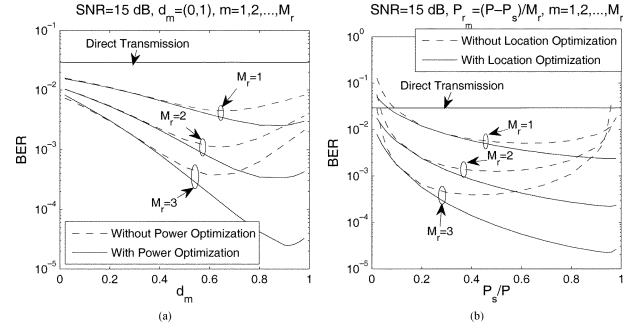 SNR=15 dB, d_m=(0,1), m=1,2,...,M_r
10^-1
10^-2
10^-3
10^-4
10^-5
BER
Direct Transmission
M_r=1
M_r=2
M_r=3
Without Power Optimization
With Power Optimization
0 0.2 0.4 0.6 0.8 1
d_m
(a)
SNR=15 dB, P_r_m=(P-P_s)/M_r, m=1,2,...,M_r
10^0
10^-1
10^-2
10^-3
10^-4
10^-5
BER
Without Location Optimization
With Location Optimization
Direct Transmission
M_r=1
M_r=2
M_r=3
0 0.2 0.4 0.6 0.8 1
P_s/P
(b)